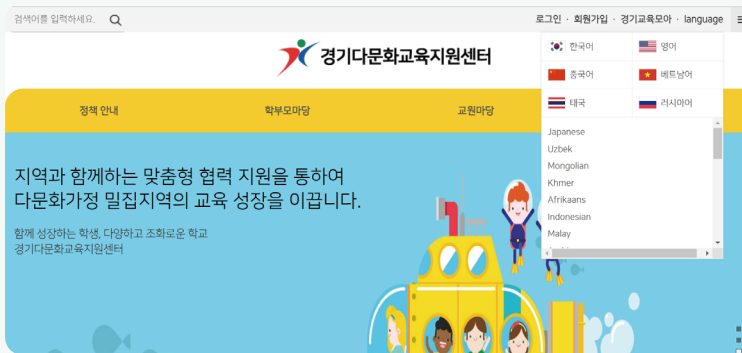 검색어를 입력하세요.
로그인 · 회원가입 · 경기교육모아 · language
경기다문화교육지원센터
한국어 영어
중국어 베트남어
태국 러시마어
정책 안내 학부모마당 교원마당
Japanese
Uzbek
Mongolian
Khmer
Afrikaans
Indonesian
Malay
지역과 함께하는 맞춤형 협력 지원을 통하여
다문화가정 밀집지역의 교육 성장을 이끕니다.
함께 성장하는 학생, 다양하고 조화로운 학교
경기다문화교육지원센터